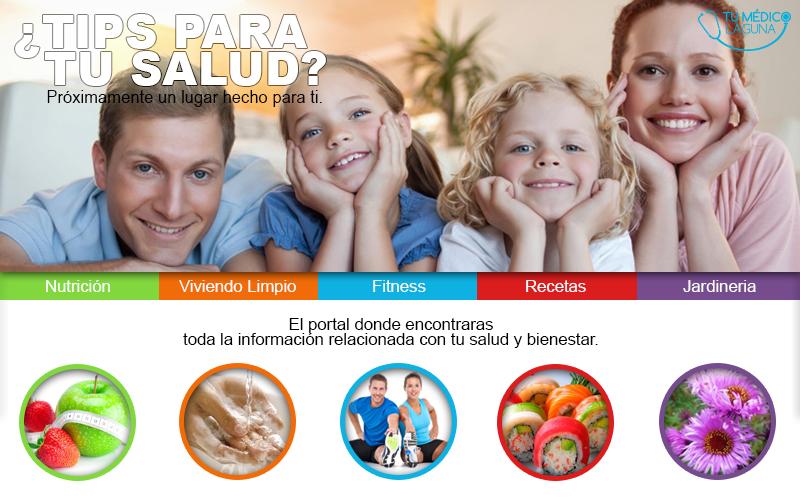 ¿TIPS PARA
TU SALUD?
Próximamente un lugar hecho para ti.
TU MÉDICO
LAGUNA
Nutrición
Viviendo Limpio
Fitness
Recetas
Jardineria
El portal donde encontraras
toda la información relacionada con tu salud y bienestar.